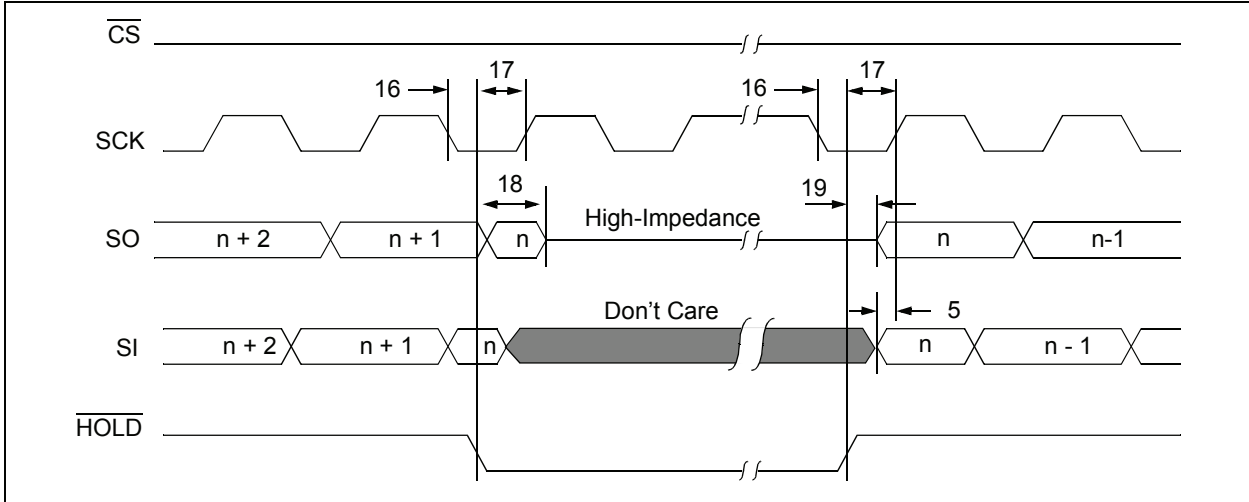 CS
16 17 16 17
SCK
18 19
High-Impedance
SO n + 2 n + 1 n n n-1
Don't Care 5
SI n + 2 n + 1 n n n - 1
HOLD